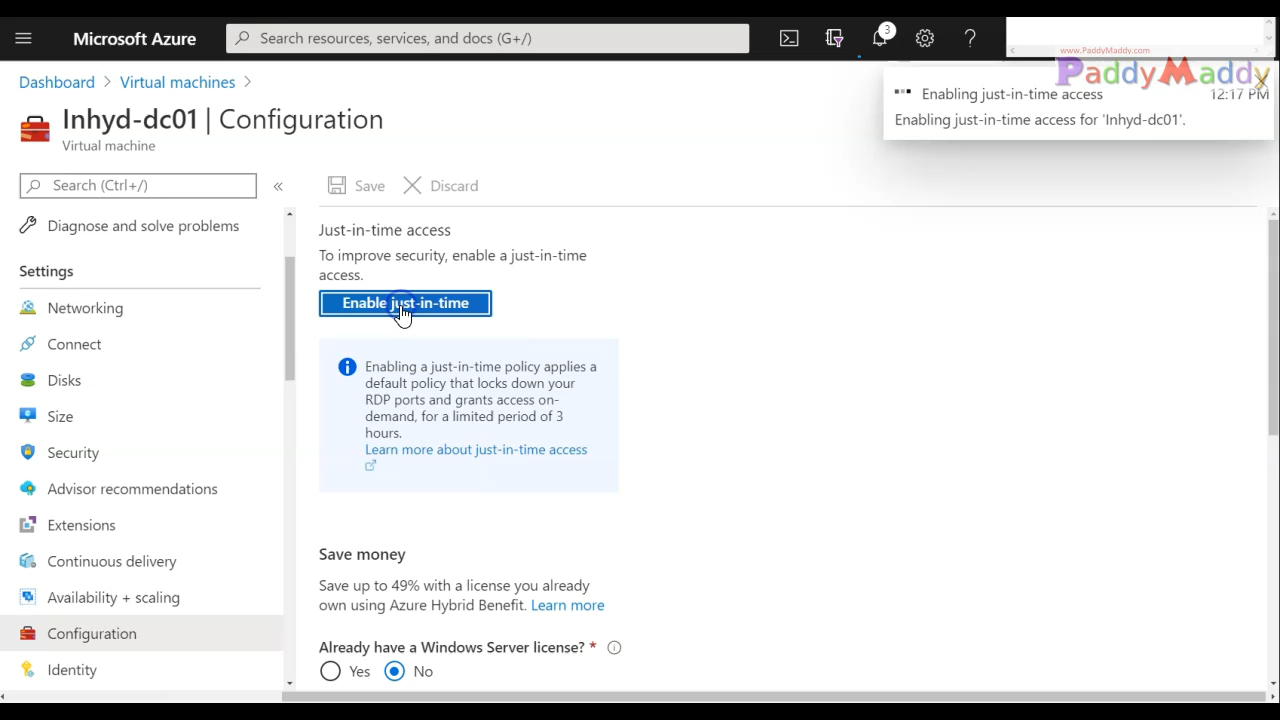 Microsoft Azure
Search resources, services, and docs (G+/)
3
www.PaddyMaddy.com
PaddyMaddy
Dashboard > Virtual machines >
Enabling just-in-time access 12:17 PM
Enabling just-in-time access for 'Inhyd-dc01'.
Inhyd-dc01 | Configuration
Virtual machine
Search (Ctrl+/)
«
Save
Discard
Diagnose and solve problems
Settings
Networking
Connect
Disks
Size
Security
Advisor recommendations
Extensions
Continuous delivery
Availability + scaling
Configuration
Identity
Just-in-time access
To improve security, enable a just-in-time
access.
Enable just-in-time
Enabling a just-in-time policy applies a
default policy that locks down your
RDP ports and grants access on-
demand, for a limited period of 3
hours.
Learn more about just-in-time access
Save money
Save up to 49% with a license you already
own using Azure Hybrid Benefit. Learn more
Already have a Windows Server license? *
Yes
No